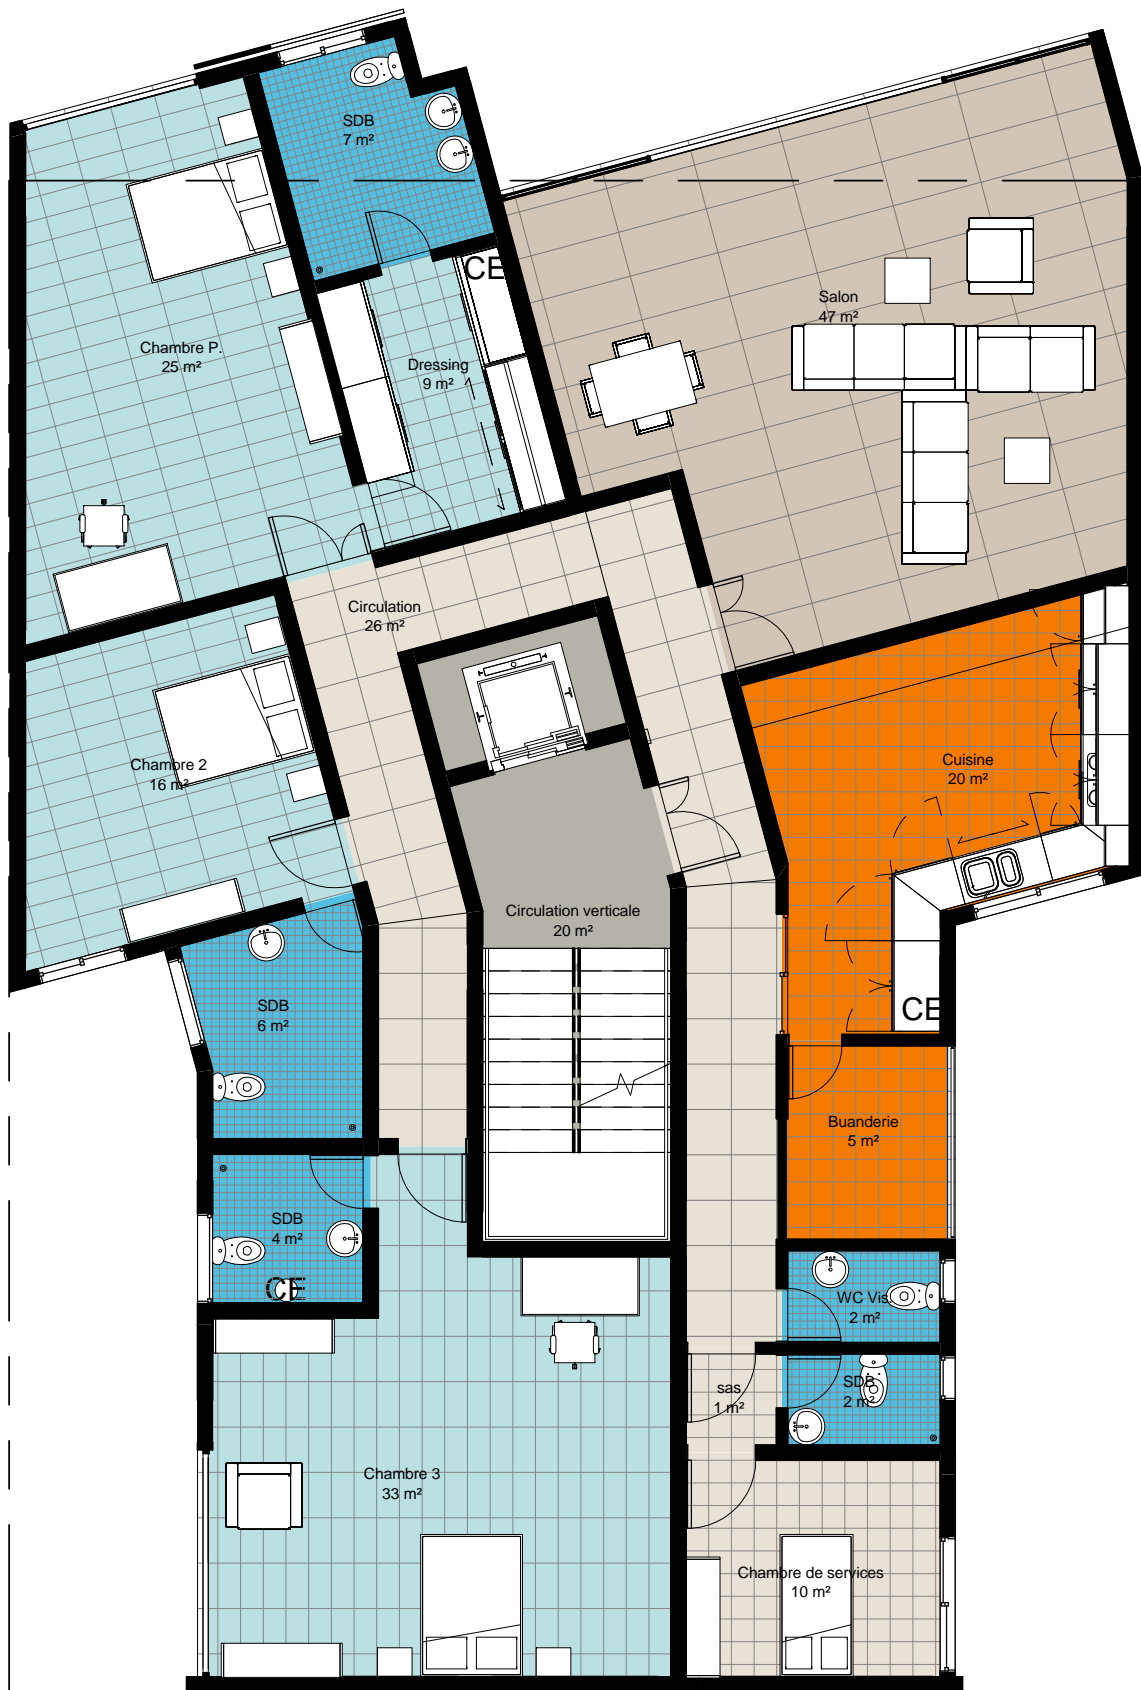 SDB
7 m²
CE
Salon
47 m²
Chambre P.
25 m²
Dressing
9 m²
Circulation
26 m²
Chambre 2
16 m²
Cuisine
20 m²
Circulation verticale
20 m²
SDB
6 m²
CE
Buanderie
5 m²
SDB
4 m²
CE
WC Vis.
2 m²
SDB
2 m²
sas
1 m²
Chambre 3
33 m²
Chambre de services
10 m²